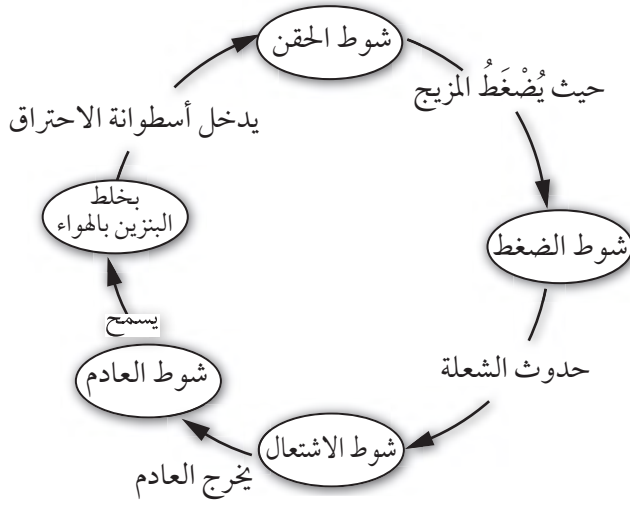 شوط الحقن
حيث يُضْغَطُ المزيج
شوط الضغط
حدوث الشعلة
شوط الاشتعال
يخرج العادم
شوط العادم
يسمح
بخلط
البنزين بالهواء
يدخل أسطوانة الاحتراق